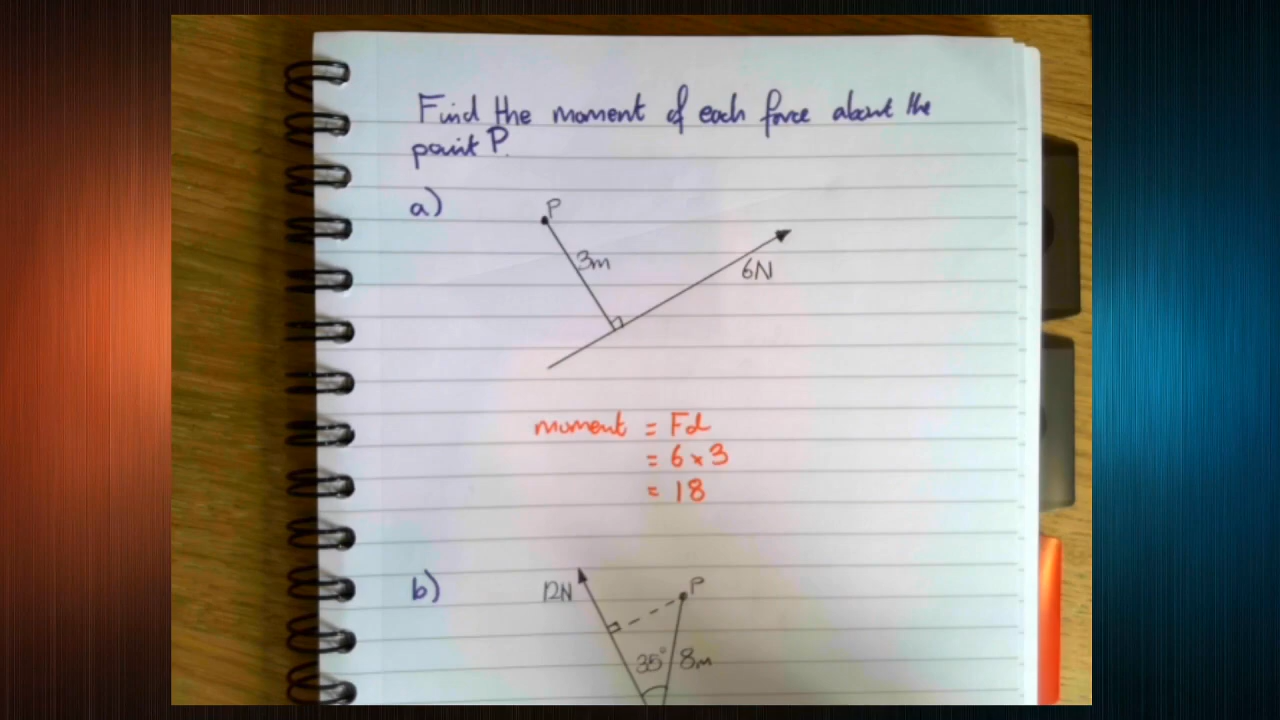 Find the moment of each force about the
point P.
a)
P
3m
6N
moment = Fd
= 6 × 3
= 18
b)
12N
P
35° 8m